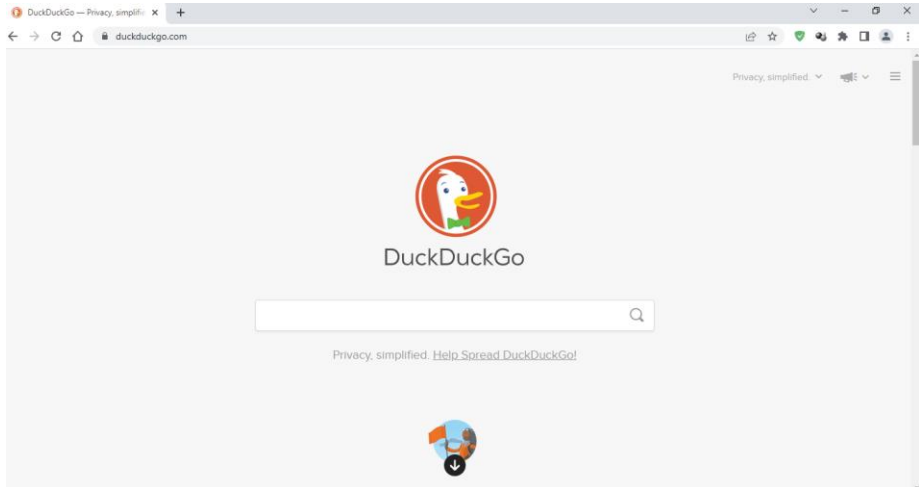 DuckDuckGo — Privacy, simplifie
duckduckgo.com
Privacy, simplified.
DuckDuckGo
Privacy, simplified. Help Spread DuckDuckGo!